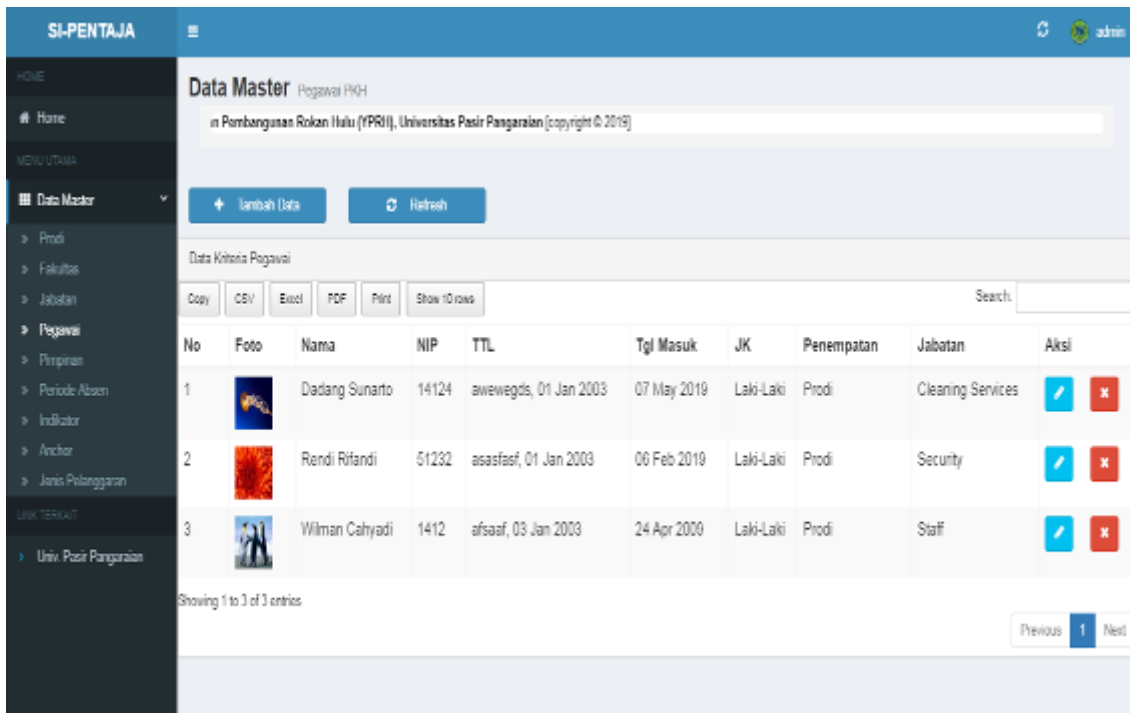 SI-PENTAJA
admin
HOME
Home
MENU UTAMA
Data Master
Prodi
Fakultas
Jabatan
Pegawai
Pimpinan
Periode Absen
Indikator
Anchor
Jenis Pelanggaran
LINK TERKAIT
Univ. Pasir Pangaraian
Data Master Pegawai PKH
n Pembangunan Rokan Hulu (YPRH), Universitas Pasir Pangaraian [copyright © 2019]
Tambah Data Refresh
Data Kriteria Pegawai
Copy CSV Excel PDF Print Show 10 rows Search:
No Foto Nama NIP TTL Tgl Masuk JK Penempatan Jabatan Aksi
1 Dadang Sunarto 14124 awewegds, 01 Jan 2003 07 May 2019 Laki-Laki Prodi Cleaning Services
2 Rendi Rifandi 51232 asasfasf, 01 Jan 2003 06 Feb 2019 Laki-Laki Prodi Security
3 Wilman Cahyadi 1412 afsaaf, 03 Jan 2003 24 Apr 2009 Laki-Laki Prodi Staff
Showing 1 to 3 of 3 entries
Previous 1 Next